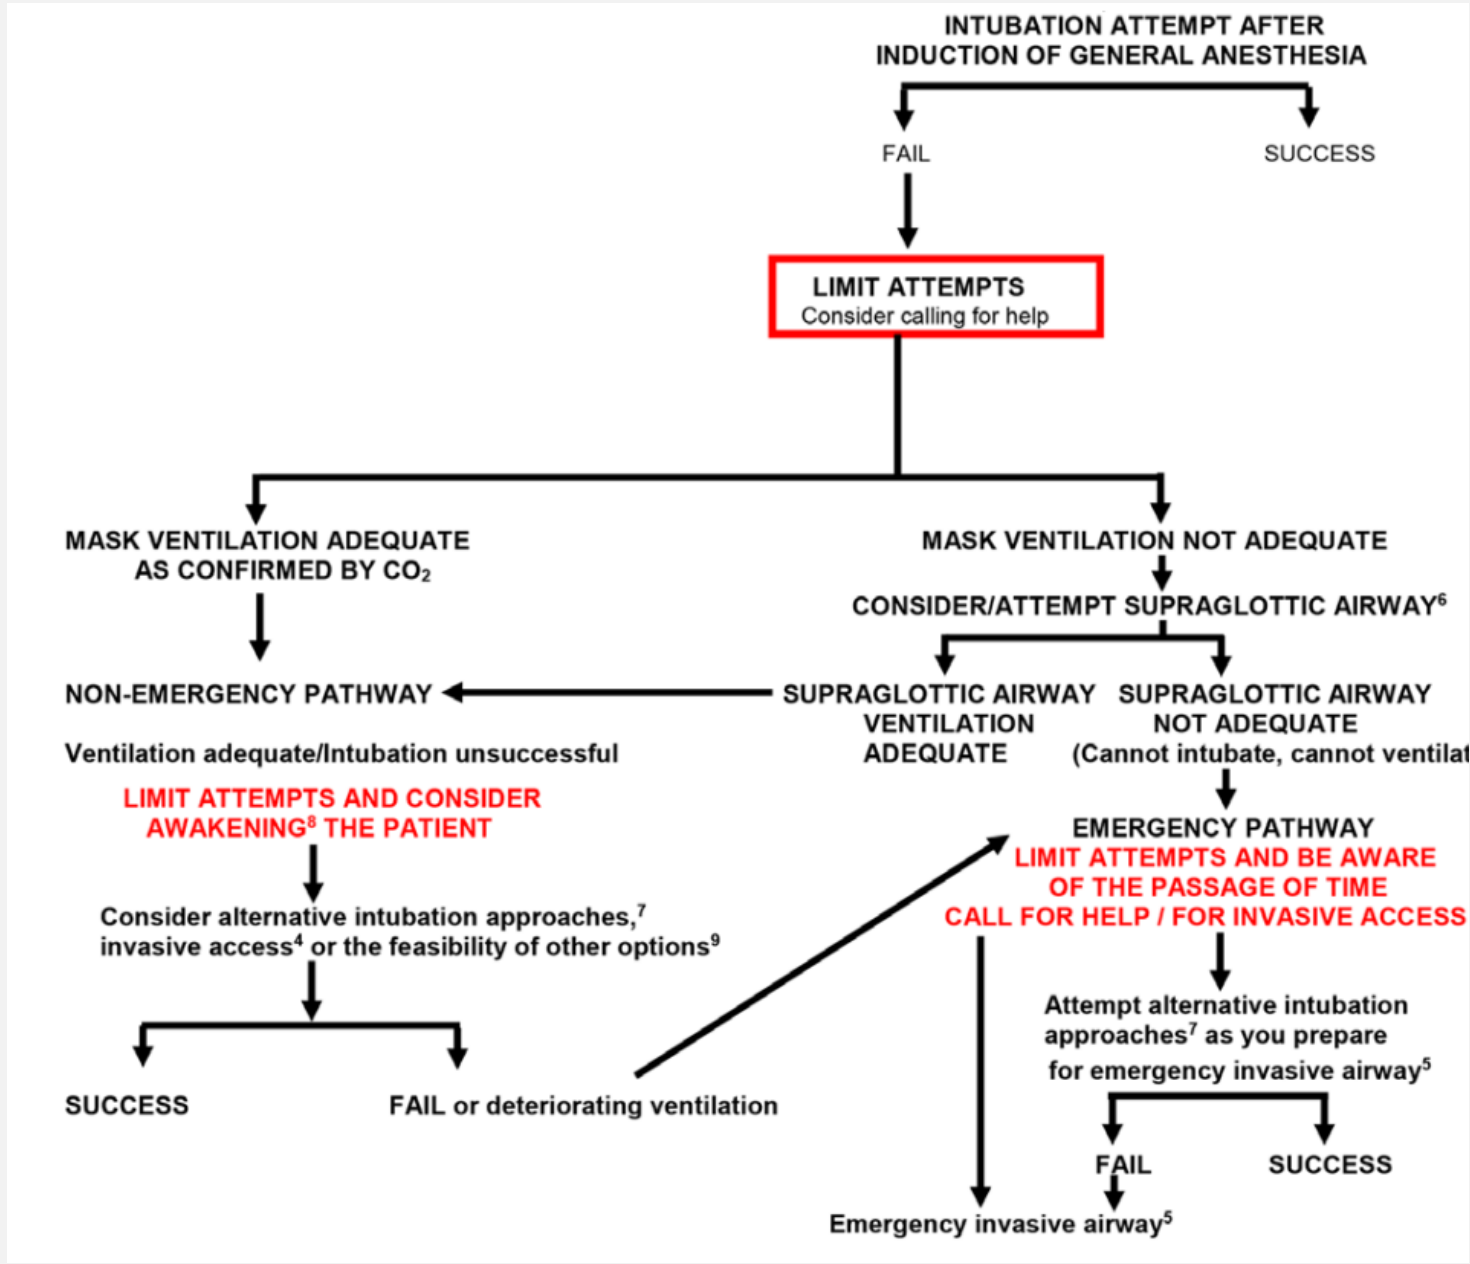 INTUBATION ATTEMPT AFTER
INDUCTION OF GENERAL ANESTHESIA
FAIL
SUCCESS
LIMIT ATTEMPTS
Consider calling for help
MASK VENTILATION ADEQUATE
AS CONFIRMED BY CO₂
MASK VENTILATION NOT ADEQUATE
CONSIDER/ATTEMPT SUPRAGLOTTIC AIRWAY⁶
NON-EMERGENCY PATHWAY
Ventilation adequate/Intubation unsuccessful
LIMIT ATTEMPTS AND CONSIDER
AWAKENING⁸ THE PATIENT
Consider alternative intubation approaches,⁷
invasive access⁴ or the feasibility of other options⁹
SUCCESS
FAIL or deteriorating ventilation
SUPRAGLOTTIC AIRWAY
VENTILATION
ADEQUATE
SUPRAGLOTTIC AIRWAY
NOT ADEQUATE
(Cannot intubate, cannot ventilat
EMERGENCY PATHWAY
LIMIT ATTEMPTS AND BE AWARE
OF THE PASSAGE OF TIME
CALL FOR HELP / FOR INVASIVE ACCESS
Attempt alternative intubation
approaches⁷ as you prepare
for emergency invasive airway⁵
FAIL
SUCCESS
Emergency invasive airway⁵